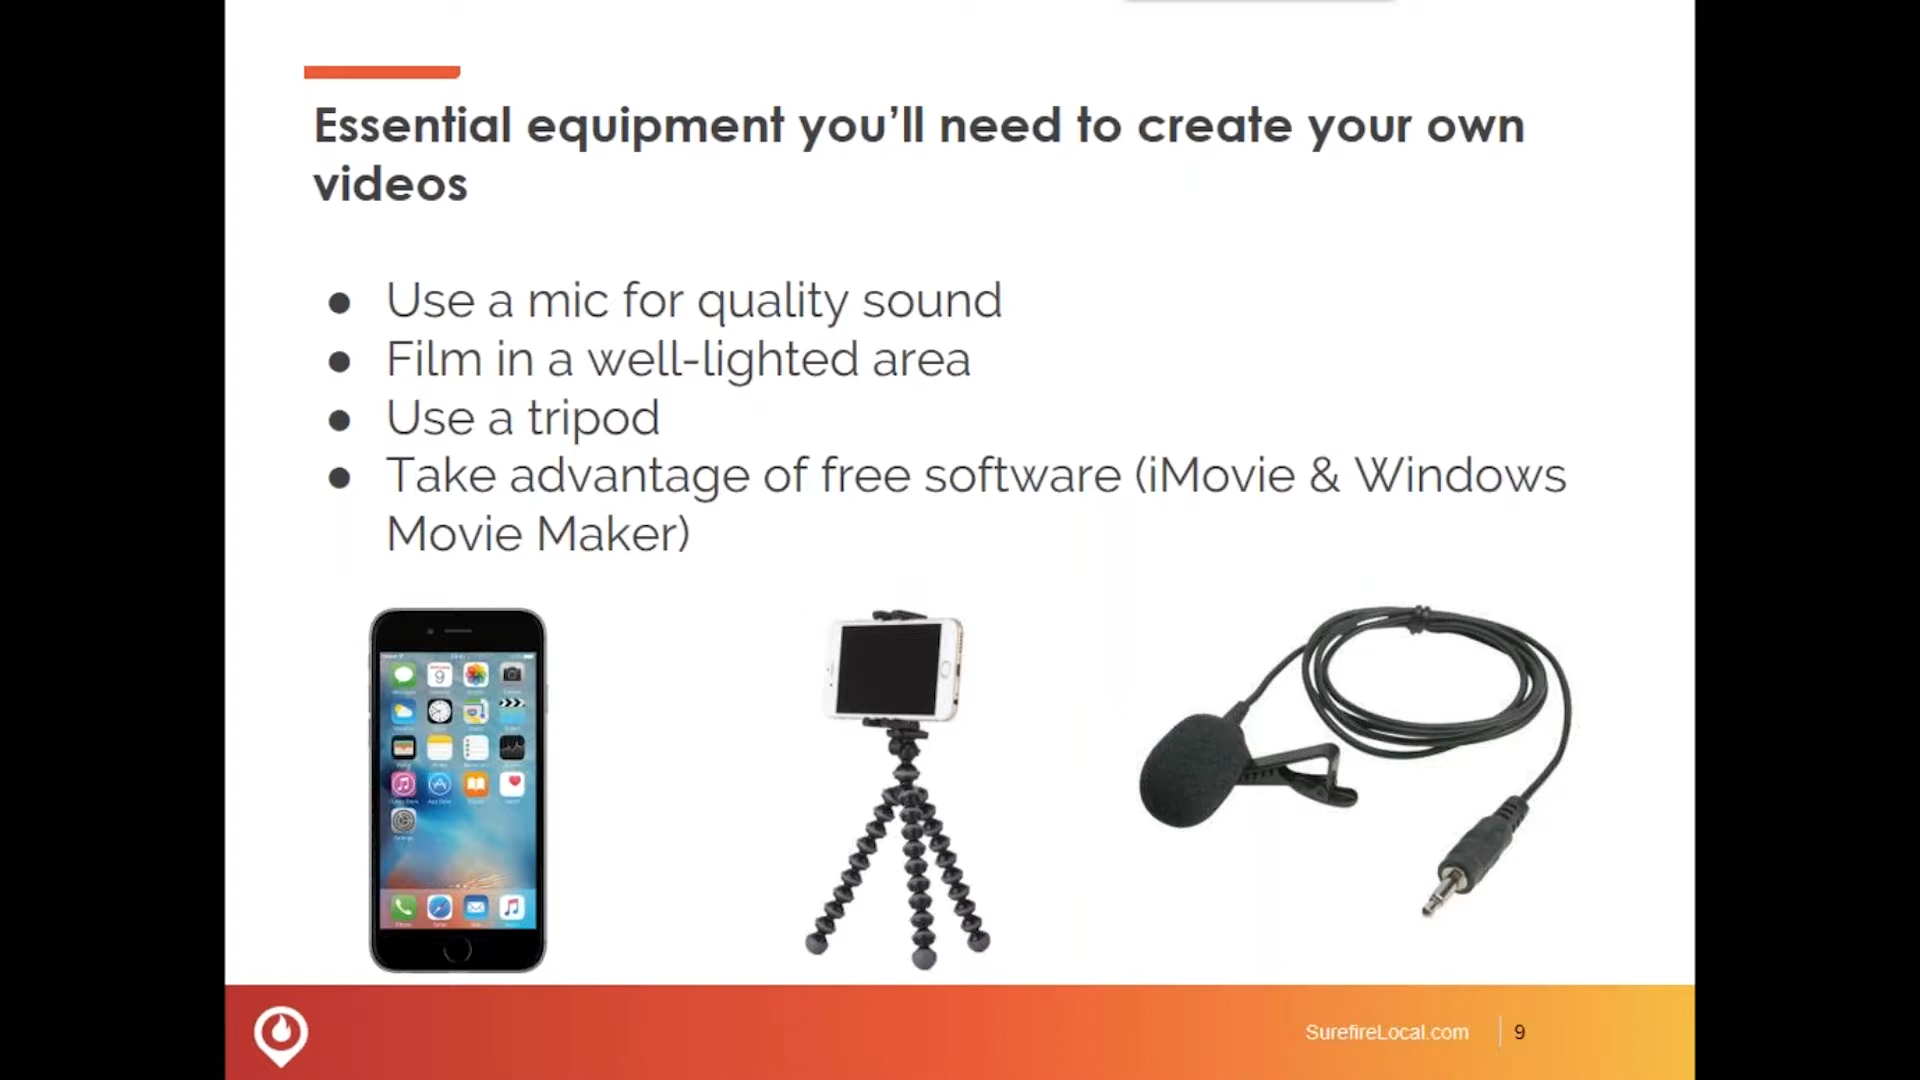 Essential equipment you’ll need to create your own
videos
● Use a mic for quality sound
● Film in a well-lighted area
● Use a tripod
● Take advantage of free software (iMovie & Windows
Movie Maker)
9
SurefireLocal.com
9